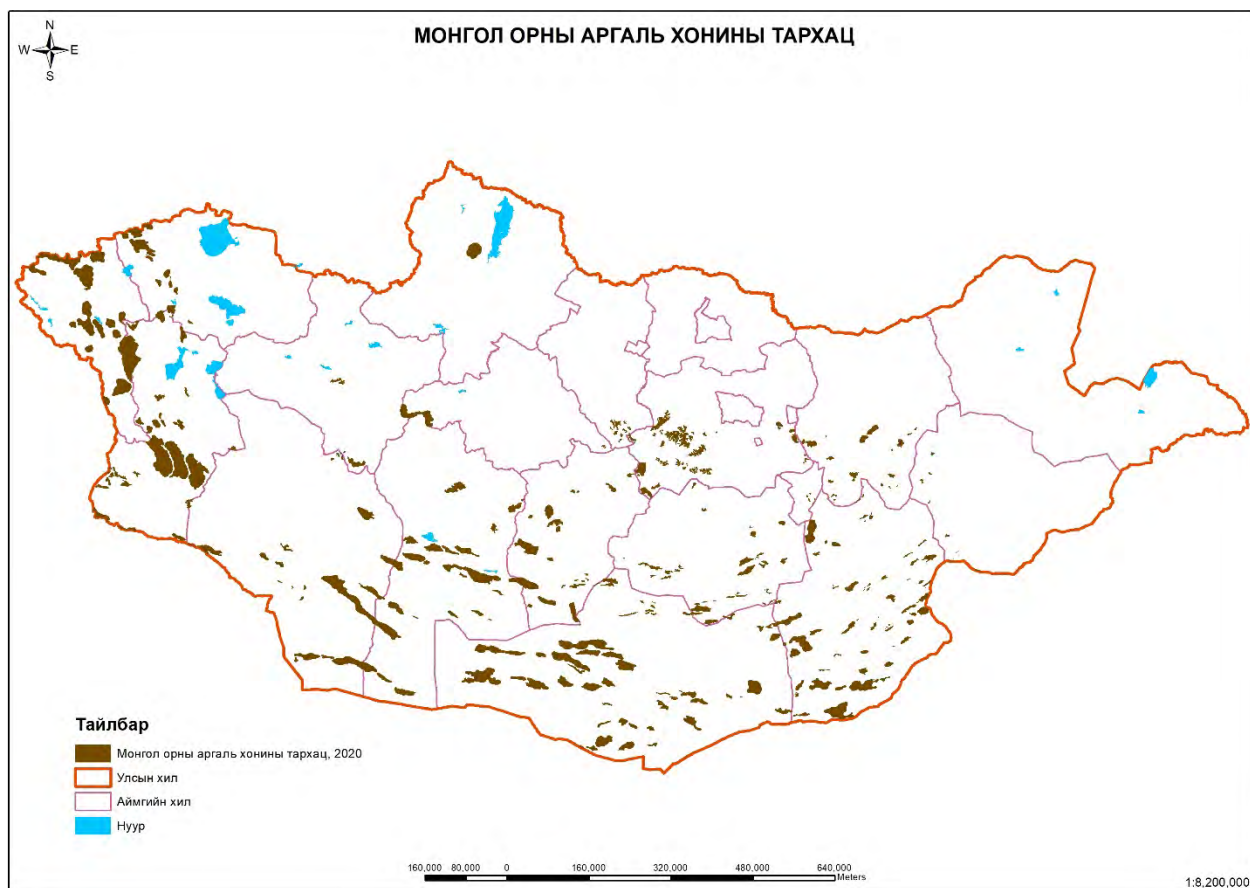 МОНГОЛ ОРНЫ АРГАЛЬ ХОНИНЫ ТАРХАЦ
N
W E
S
Тайлбар
Монгол орны аргаль хонины тархац, 2020
Улсын хил
Аймгийн хил
Нуур
160,000 80,000 0 160,000 320,000 480,000 640,000
Meters
1:8,200,000